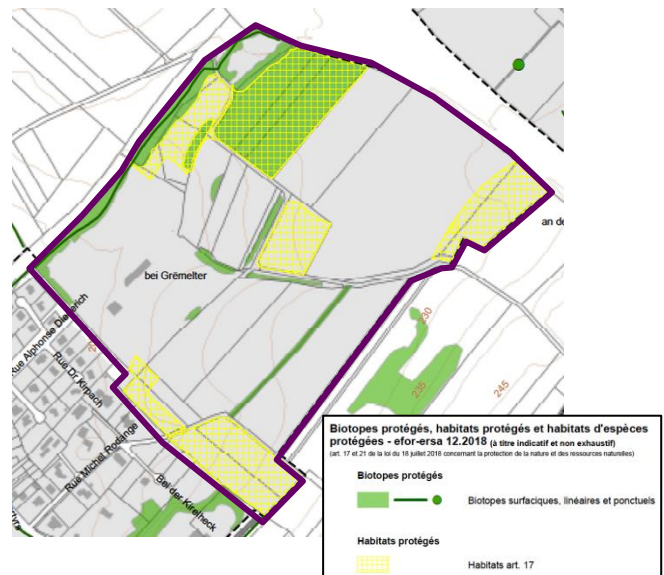 an de
bei Grëmelter
Rue Alphonse Diederich
Rue Dr Kirpach
Rue Michel Rodange
Bei der Kirelheck
230
235
245
Biotopes protégés, habitats protégés et habitats d'espèces
protégées - efor-ersa 12.2018 (à titre indicatif et non exhaustif)
(art. 17 et 21 de la loi du 18 juillet 2018 concernant la protection de la nature et des ressources naturelles)
Biotopes protégés
Biotopes surfaciques, linéaires et ponctuels
Habitats protégés
Habitats art. 17